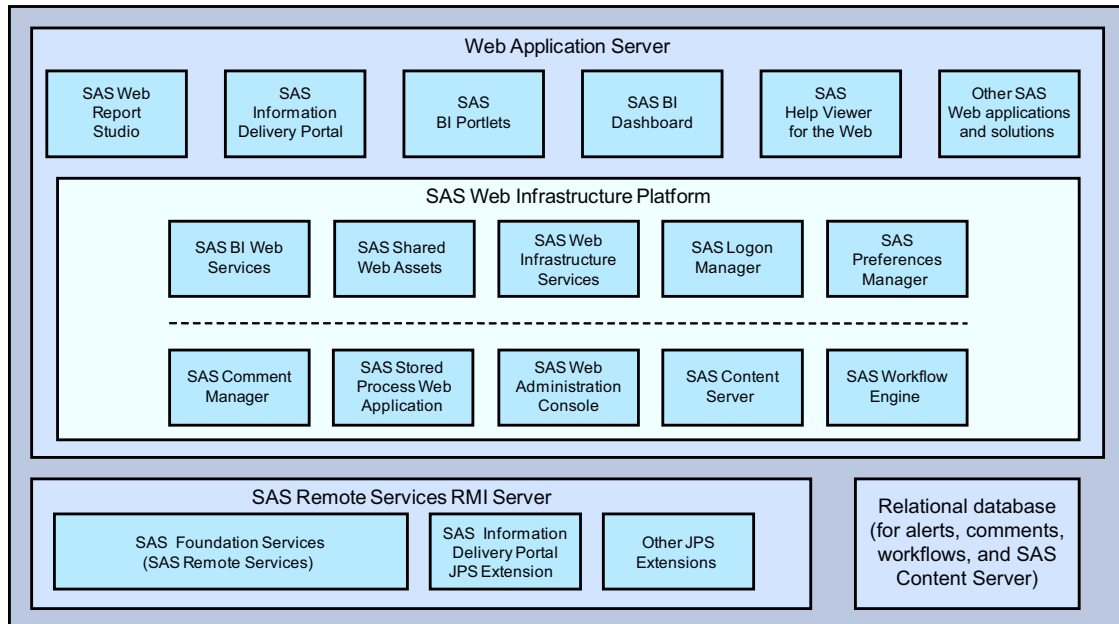 Web Application Server
SAS Web
Report
Studio
SAS
Information
Delivery Portal
SAS
BI Portlets
SAS BI
Dashboard
SAS
Help Viewer
for the Web
Other SAS
Web applications
and solutions
SAS Web Infrastructure Platform
SAS BI Web
Services
SAS Shared
Web Assets
SAS Web
Infrastructure
Services
SAS Logon
Manager
SAS
Preferences
Manager
SAS Comment
Manager
SAS Stored
Process Web
Application
SAS Web
Administration
Console
SAS Content
Server
SAS Workflow
Engine
SAS Remote Services RMI Server
SAS Foundation Services
(SAS Remote Services)
SAS Information
Delivery Portal
JPS Extension
Other JPS
Extensions
Relational database
(for alerts, comments,
workflows, and SAS
Content Server)